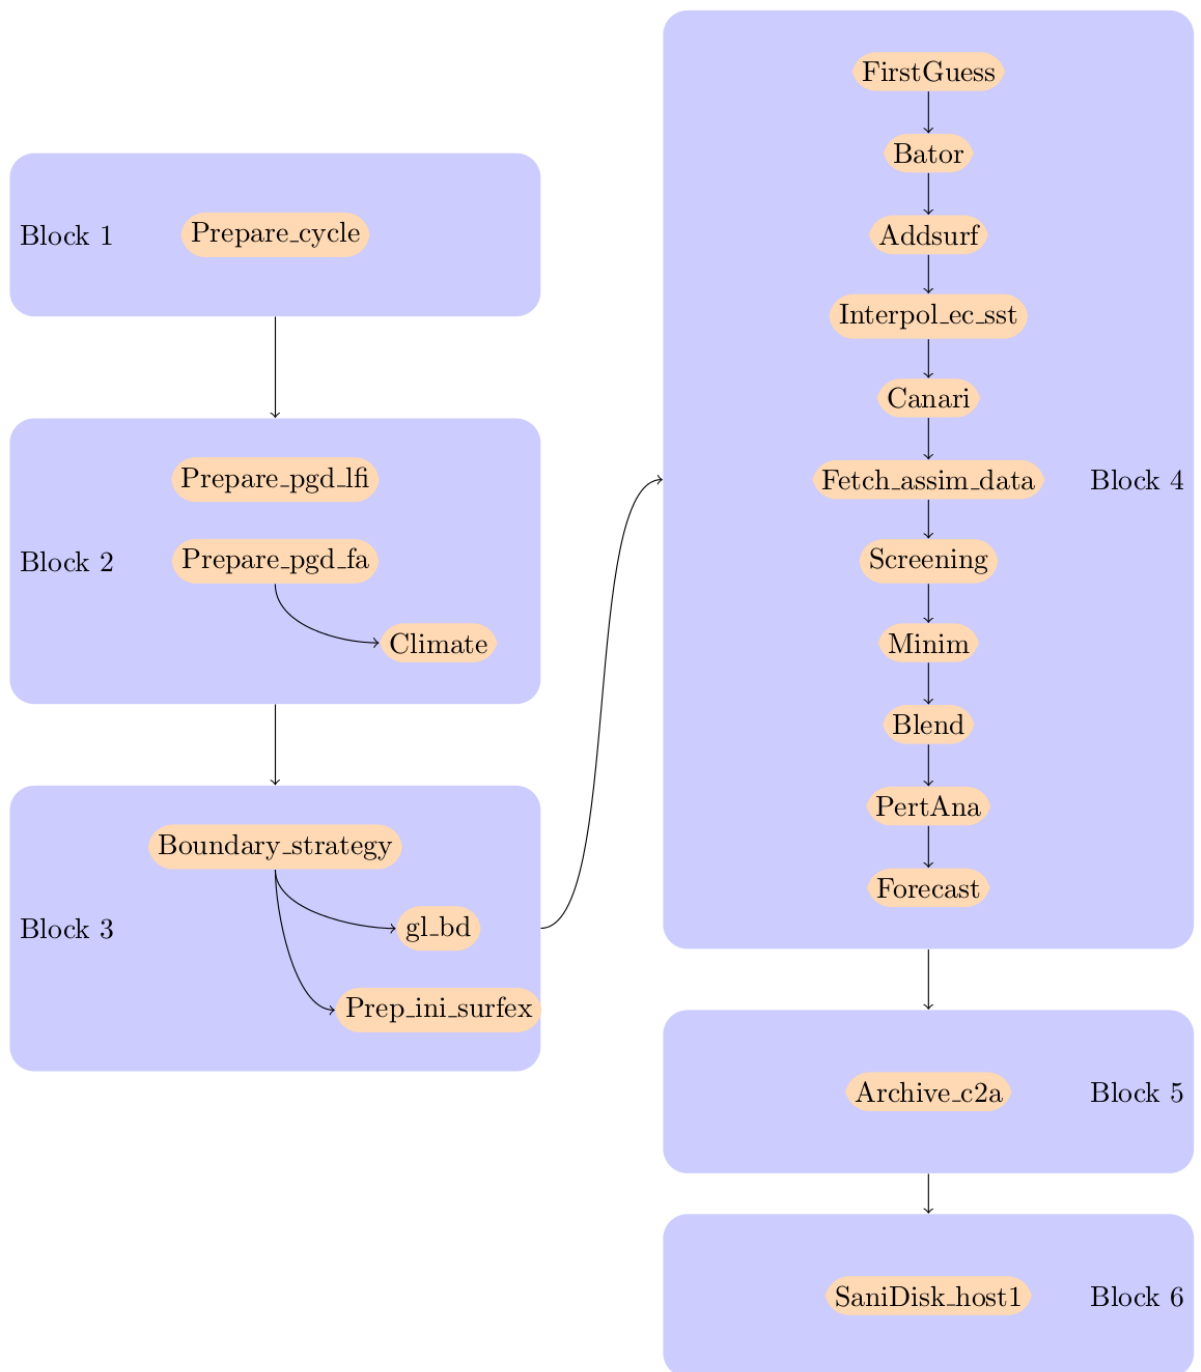 Block 1
Prepare_cycle
Block 2
Prepare_pgd_lfi
Prepare_pgd_fa
Climate
Block 3
Boundary_strategy
gl_bd
Prep_ini_surfex
Block 4
FirstGuess
Bator
Addsurf
Interpol_ec_sst
Canari
Fetch_assim_data
Screening
Minim
Blend
PertAna
Forecast
Block 5
Archive_c2a
Block 6
SaniDisk_host1